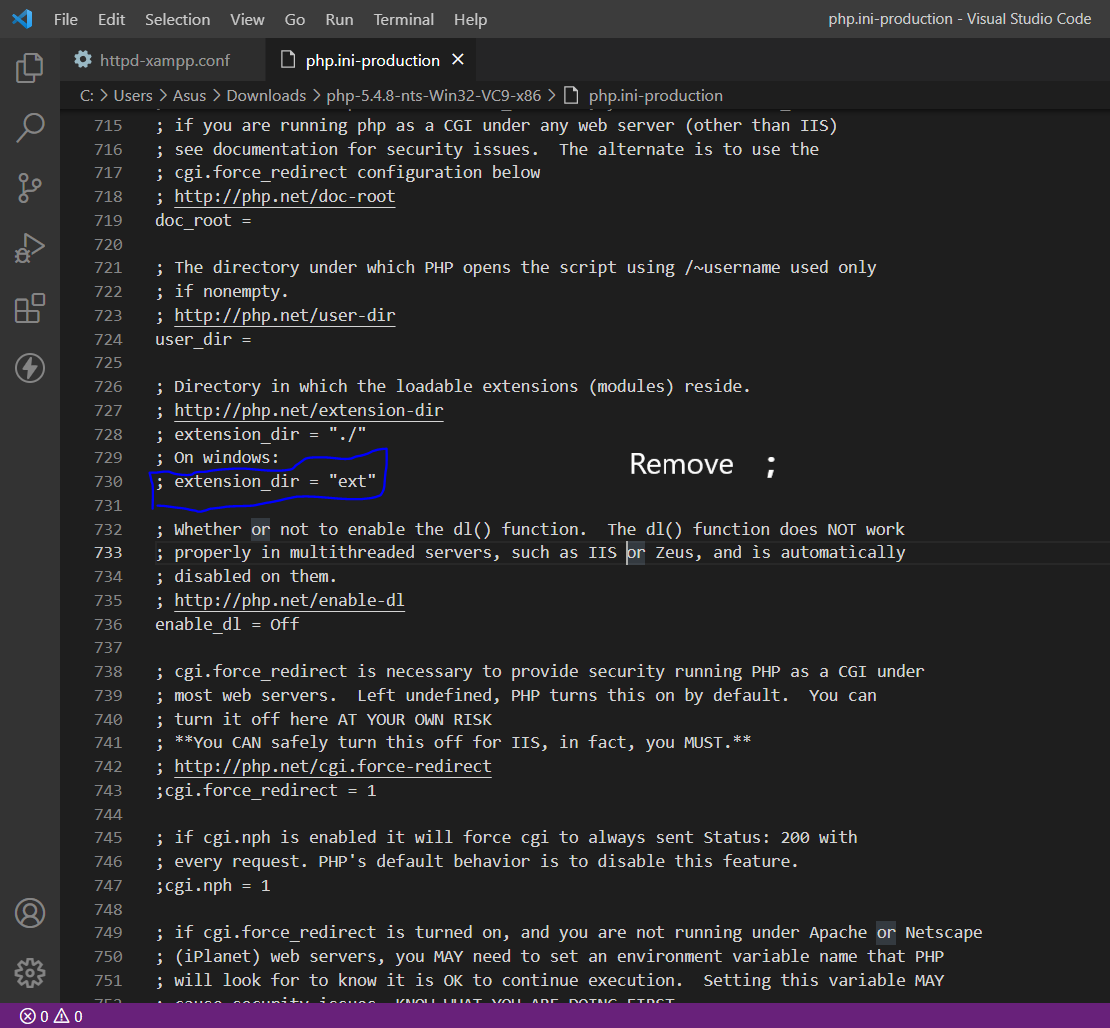 File Edit Selection View Go Run Terminal Help php.ini-production - Visual Studio Code
httpd-xampp.conf php.ini-production
C: > Users > Asus > Downloads > php-5.4.8-nts-Win32-VC9-x86 > php.ini-production
715 ; if you are running php as a CGI under any web server (other than IIS)
716 ; see documentation for security issues.  The alternate is to use the
717 ; cgi.force_redirect configuration below
718 ; http://php.net/doc-root
719 doc_root =
720
721 ; The directory under which PHP opens the script using /~username used only
722 ; if nonempty.
723 ; http://php.net/user-dir
724 user_dir =
725
726 ; Directory in which the loadable extensions (modules) reside.
727 ; http://php.net/extension-dir
728 ; extension_dir = "./"
729 ; On windows:
730 ; extension_dir = "ext"
Remove ;
731
732 ; Whether or not to enable the dl() function.  The dl() function does NOT work
733 ; properly in multithreaded servers, such as IIS or Zeus, and is automatically
734 ; disabled on them.
735 ; http://php.net/enable-dl
736 enable_dl = Off
737
738 ; cgi.force_redirect is necessary to provide security running PHP as a CGI under
739 ; most web servers.  Left undefined, PHP turns this on by default.  You can
740 ; turn it off here AT YOUR OWN RISK
741 ; **You CAN safely turn this off for IIS, in fact, you MUST.**
742 ; http://php.net/cgi.force-redirect
743 ;cgi.force_redirect = 1
744
745 ; if cgi.nph is enabled it will force cgi to always sent Status: 200 with
746 ; every request. PHP's default behavior is to disable this feature.
747 ;cgi.nph = 1
748
749 ; if cgi.force_redirect is turned on, and you are not running under Apache or Netscape
750 ; (iPlanet) web servers, you MAY need to set an environment variable name that PHP
751 ; will look for to know it is OK to continue execution.  Setting this variable MAY
752 ; cause security issues, KNOW WHAT YOU ARE DOING FIRST.
0 0